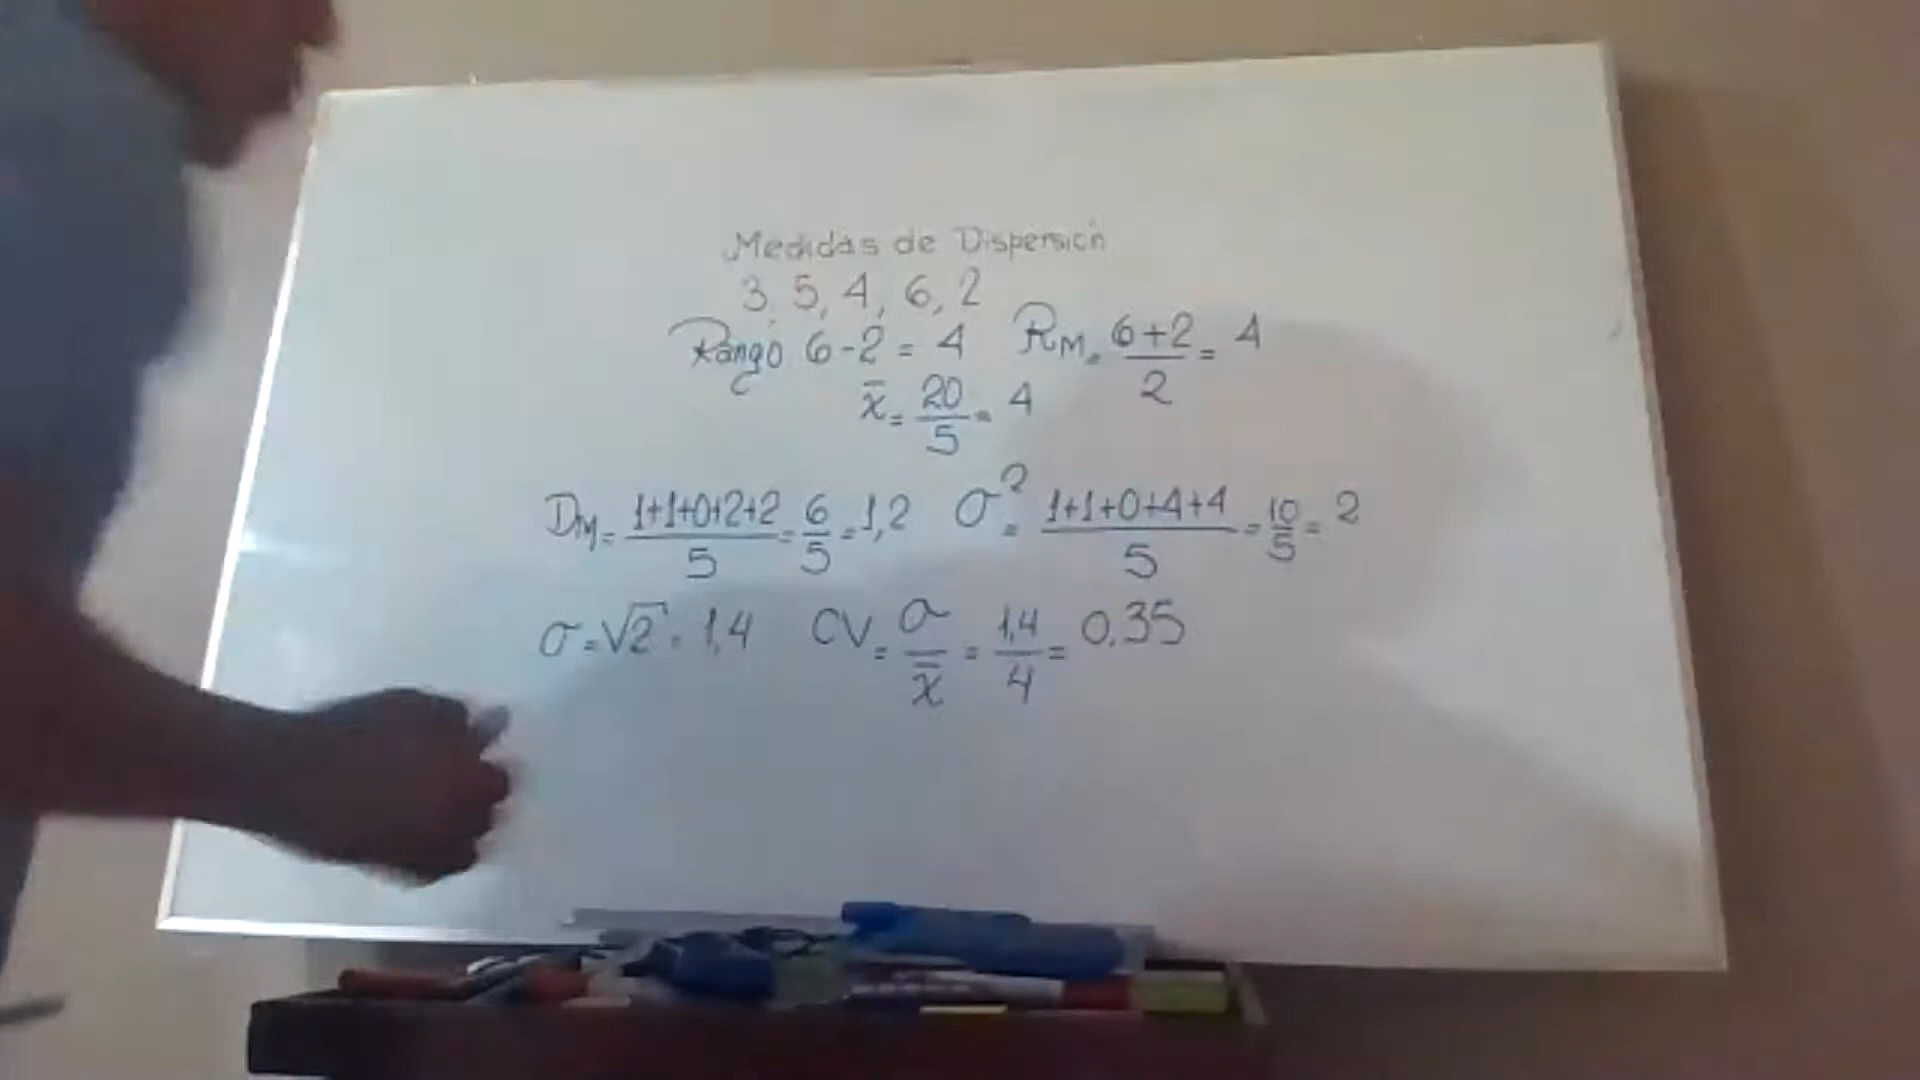 Medidas de Dispersión
3, 5, 4, 6, 2
Rango 6-2 = 4 RM = 6+2/2 = 4
x̄ = 20/5 = 4
DM = 1+1+0+2+2/5 = 6/5 = 1,2 σ² = 1+1+0+4+4/5 = 10/5 = 2
σ = √2 = 1,4 CV = σ/x̄ = 1,4/4 = 0,35